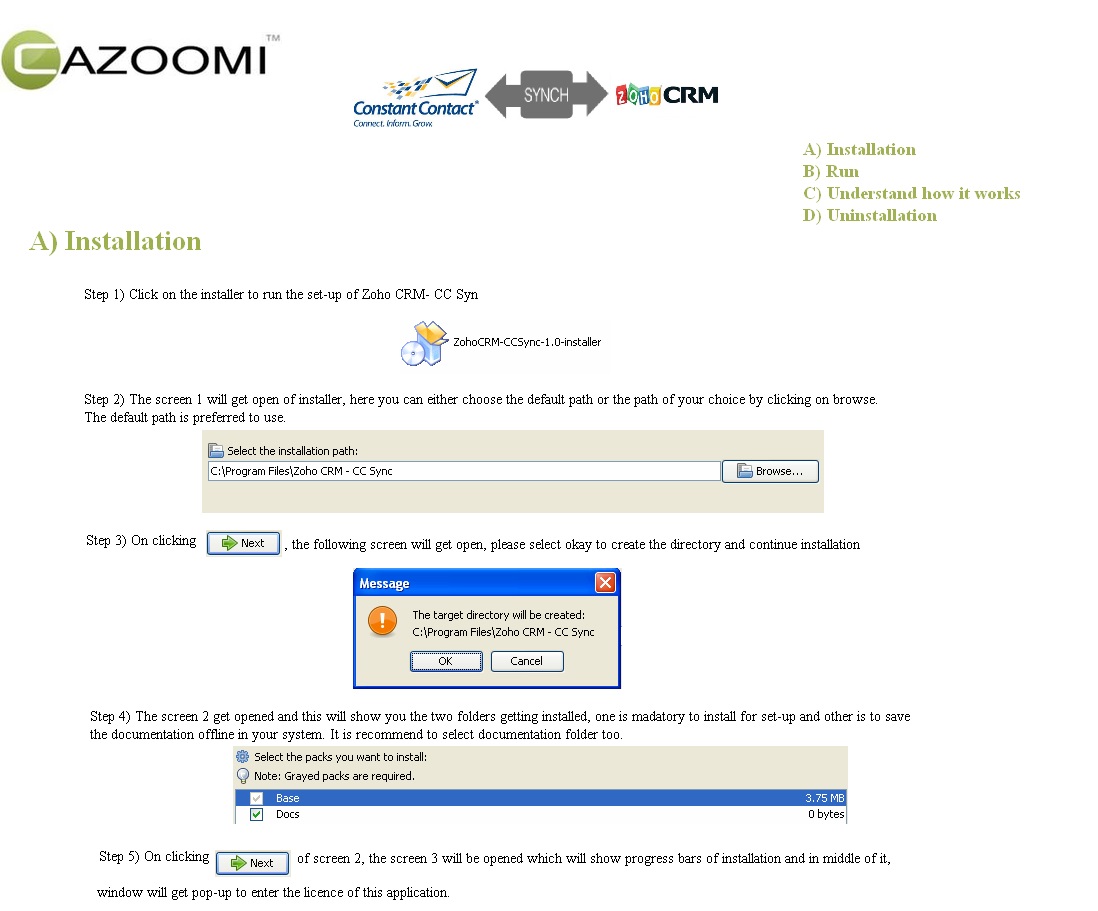 CAZOOMI™
Constant Contact®
Connect. Inform. Grow.
SYNCH
ZOHO CRM
A) Installation
B) Run
C) Understand how it works
D) Uninstallation
A) Installation
Step 1) Click on the installer to run the set-up of Zoho CRM- CC Syn
ZohoCRM-CCSync-1.0-installer
Step 2) The screen 1 will get open of installer, here you can either choose the default path or the path of your choice by clicking on browse.
The default path is preferred to use.
Select the installation path:
C:\Program Files\Zoho CRM - CC Sync
Browse...
Step 3) On clicking Next , the following screen will get open, please select okay to create the directory and continue installation
Message
The target directory will be created:
C:\Program Files\Zoho CRM - CC Sync
OK Cancel
Step 4) The screen 2 get opened and this will show you the two folders getting installed, one is madatory to install for set-up and other is to save
the documentation offline in your system. It is recommend to select documentation folder too.
Select the packs you want to install:
Note: Grayed packs are required.
Base 3.75 MB
Docs 0 bytes
Step 5) On clicking Next of screen 2, the screen 3 will be opened which will show progress bars of installation and in middle of it,
window will get pop-up to enter the licence of this application.